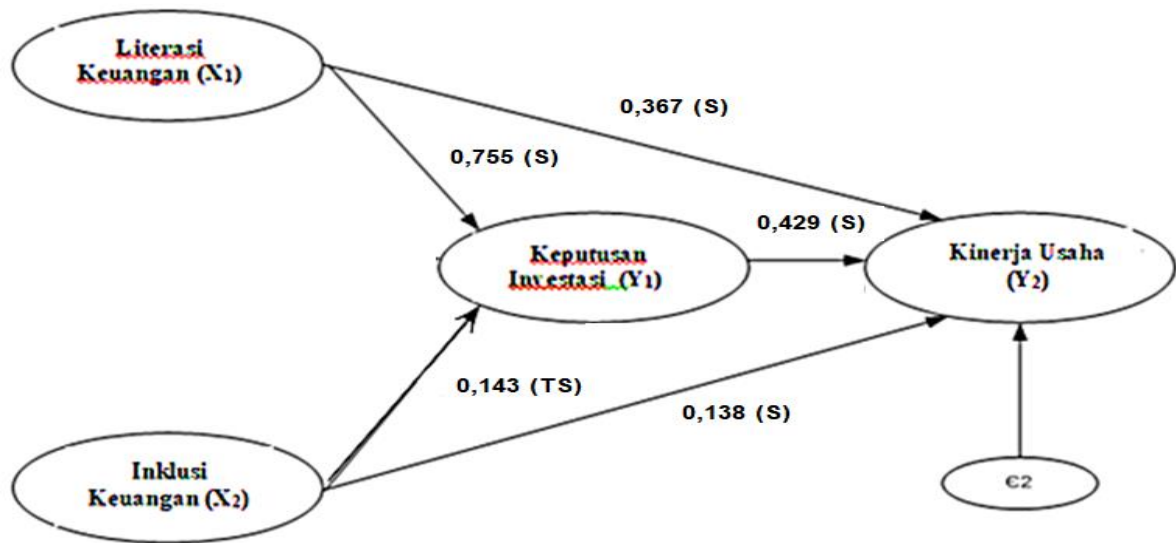 Literasi
Keuangan (X1)
0,367 (S)
0,755 (S)
0,429 (S)
Keputusan
Investasi (Y1)
Kinerja Usaha
(Y2)
0,143 (TS)
0,138 (S)
Inklusi
Keuangan (X2)
Є2